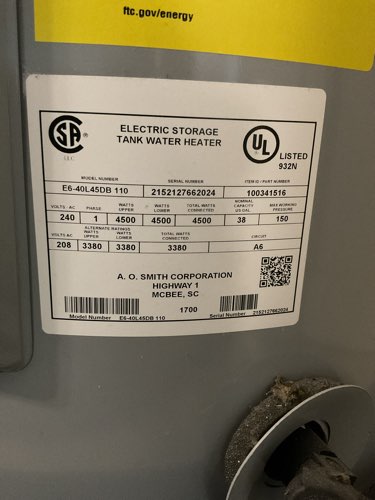 ftc.gov/energy
CSA
ELECTRIC STORAGE
TANK WATER HEATER
UL
LISTED
932N
MODEL NUMBER SERIAL NUMBER ITEM ID / PART NUMBER
E6-40L45DB 110 2152127662024 100341516
VOLTS - AC PHASE WATTS UPPER WATTS LOWER TOTAL WATTS CONNECTED NOMINAL CAPACITY US GAL MAX WORKING PRESSURE
240 1 4500 4500 4500 38 150
ALTERNATE RATINGS
VOLTS AC WATTS UPPER WATTS LOWER TOTAL WATTS CONNECTED CIRCUIT
208 3380 3380 3380 A6
A. O. SMITH CORPORATION
HIGHWAY 1
MCBEE, SC
1700
Model Number E6-40L45DB 110
Serial Number 2152127662024